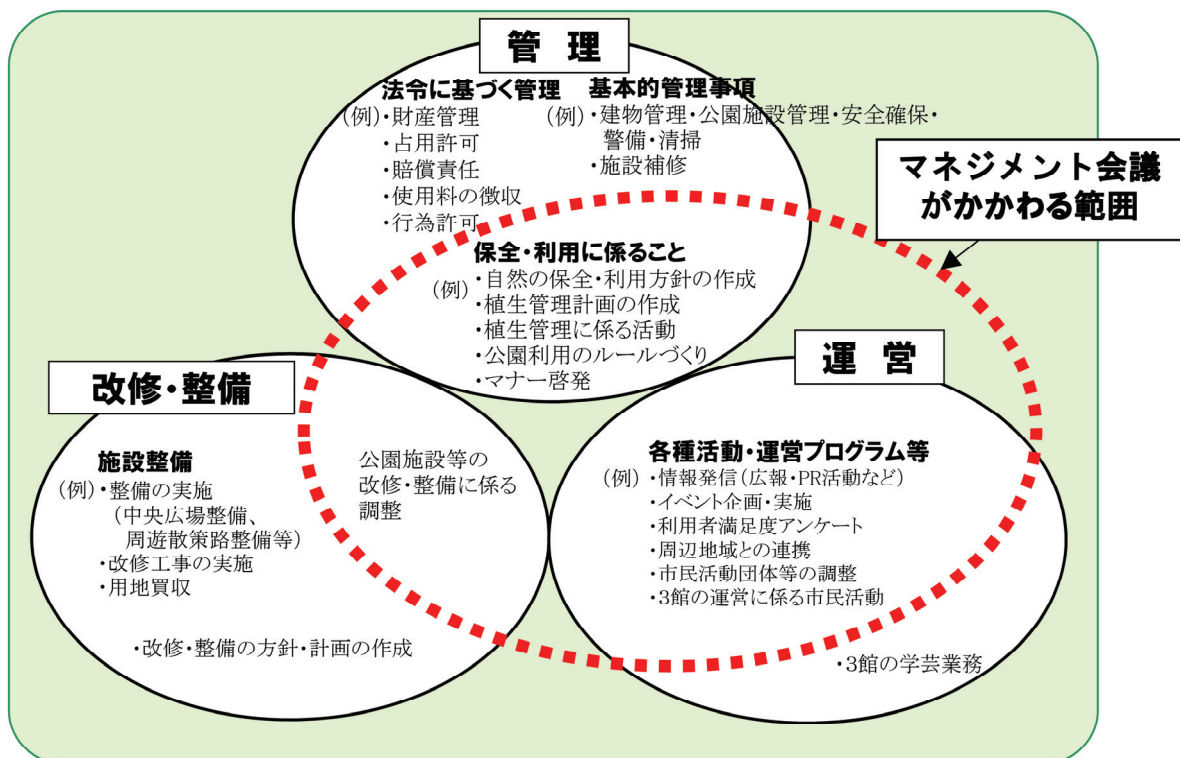 管 理
法令に基づく管理
(例)・財産管理
・占用許可
・賠償責任
・使用料の徴収
・行為許可
基本的管理事項
(例)・建物管理・公園施設管理・安全確保・
警備・清掃
・施設補修
マネジメント会議
がかかわる範囲
保全・利用に係ること
(例)・自然の保全・利用方針の作成
・植生管理計画の作成
・植生管理に係る活動
・公園利用のルールづくり
・マナー啓発
改修・整備
施設整備
(例)・整備の実施
(中央広場整備、
周遊散策路整備等)
・改修工事の実施
・用地買収
・改修・整備の方針・計画の作成
公園施設等の
改修・整備に係る
調整
運 営
各種活動・運営プログラム等
(例)・情報発信(広報・PR活動など)
・イベント企画・実施
・利用者満足度アンケート
・周辺地域との連携
・市民活動団体等の調整
・3館の運営に係る市民活動
・3館の学芸業務